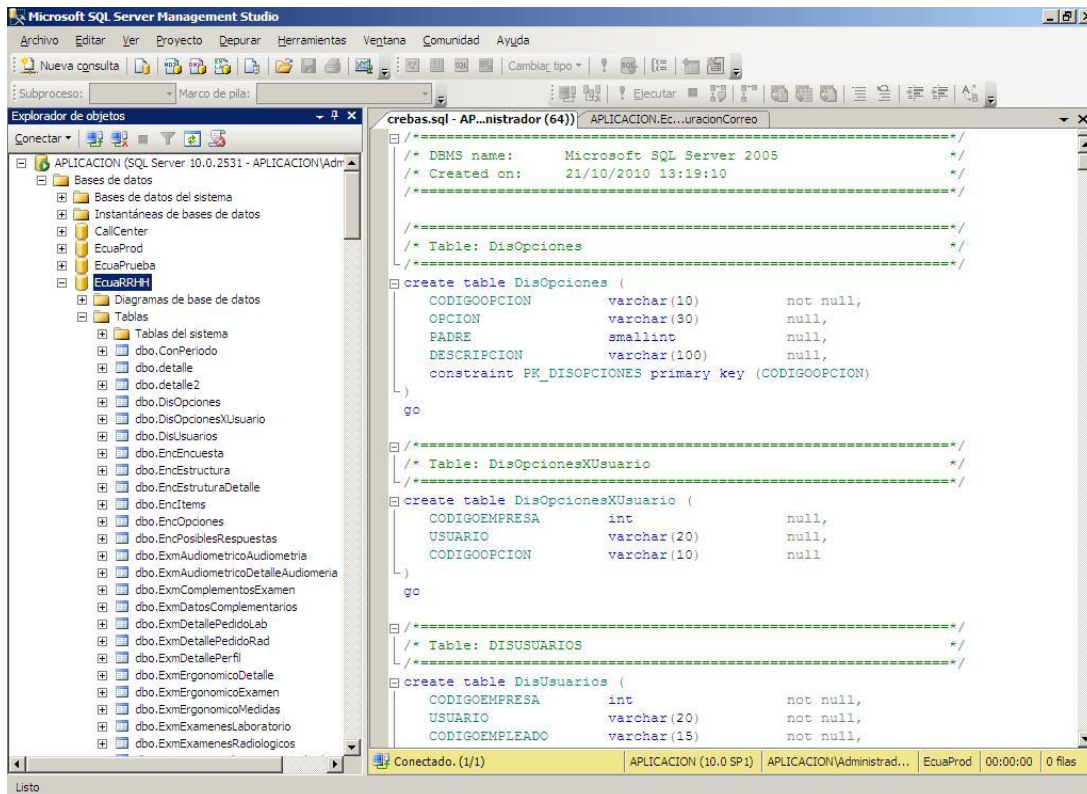 Microsoft SQL Server Management Studio
Archivo Editar Ver Proyecto Depurar Herramientas Ventana Comunidad Ayuda
Nueva consulta Cambiar tipo
Subproceso: Marco de pila: Ejecutar
Explorador de objetos
crebas.sql - AP...nistrador (64)) APLICACION.Ec...uracionCorreo
Conectar
APLICACION (SQL Server 10.0.2531 - APLICACION\Adm
Bases de datos
Bases de datos del sistema
Instantáneas de bases de datos
CallCenter
EcuaProd
EcuaPrueba
EcuaRRHH
Diagramas de base de datos
Tablas
Tablas del sistema
dbo.ConPeriodo
dbo.detalle
dbo.detalle2
dbo.DisOpciones
dbo.DisOpcionesXUsuario
dbo.DisUsuarios
dbo.EncEncuesta
dbo.EncEstructura
dbo.EncEstruturaDetalle
dbo.EncItems
dbo.EncOpciones
dbo.EncPosiblesRespuestas
dbo.ExmAudiometricoAudiometria
dbo.ExmAudiometricoDetalleAudiomeria
dbo.ExmComplementosExamen
dbo.ExmDatosComplementarios
dbo.ExmDetallePedidoLab
dbo.ExmDetallePedidoRad
dbo.ExmDetallePerfil
dbo.ExmErgonomicoDetalle
dbo.ExmErgonomicoExamen
dbo.ExmErgonomicoMedidas
dbo.ExmExamenesLaboratorio
dbo.ExmExamenesRadiologicos
/*==============================================================*/
/* DBMS name:      Microsoft SQL Server 2005                    */
/* Created on:     21/10/2010 13:19:10                          */
/*==============================================================*/
/*==============================================================*/
/* Table: DisOpciones                                           */
/*==============================================================*/
create table DisOpciones (
CODIGOOPCION varchar(10) not null,
OPCION varchar(30) null,
PADRE smallint null,
DESCRIPCION varchar(100) null,
constraint PK_DISOPCIONES primary key (CODIGOOPCION)
)
go
/*==============================================================*/
/* Table: DisOpcionesXUsuario                                   */
/*==============================================================*/
create table DisOpcionesXUsuario (
CODIGOEMPRESA int null,
USUARIO varchar(20) null,
CODIGOOPCION varchar(10) null
)
go
/*==============================================================*/
/* Table: DISUSUARIOS                                           */
/*==============================================================*/
create table DisUsuarios (
CODIGOEMPRESA int not null,
USUARIO varchar(20) not null,
CODIGOEMPLEADO varchar(15) not null,
Conectado. (1/1) APLICACION (10.0 SP1) APLICACION\Administrad... EcuaProd 00:00:00 0 filas
Listo